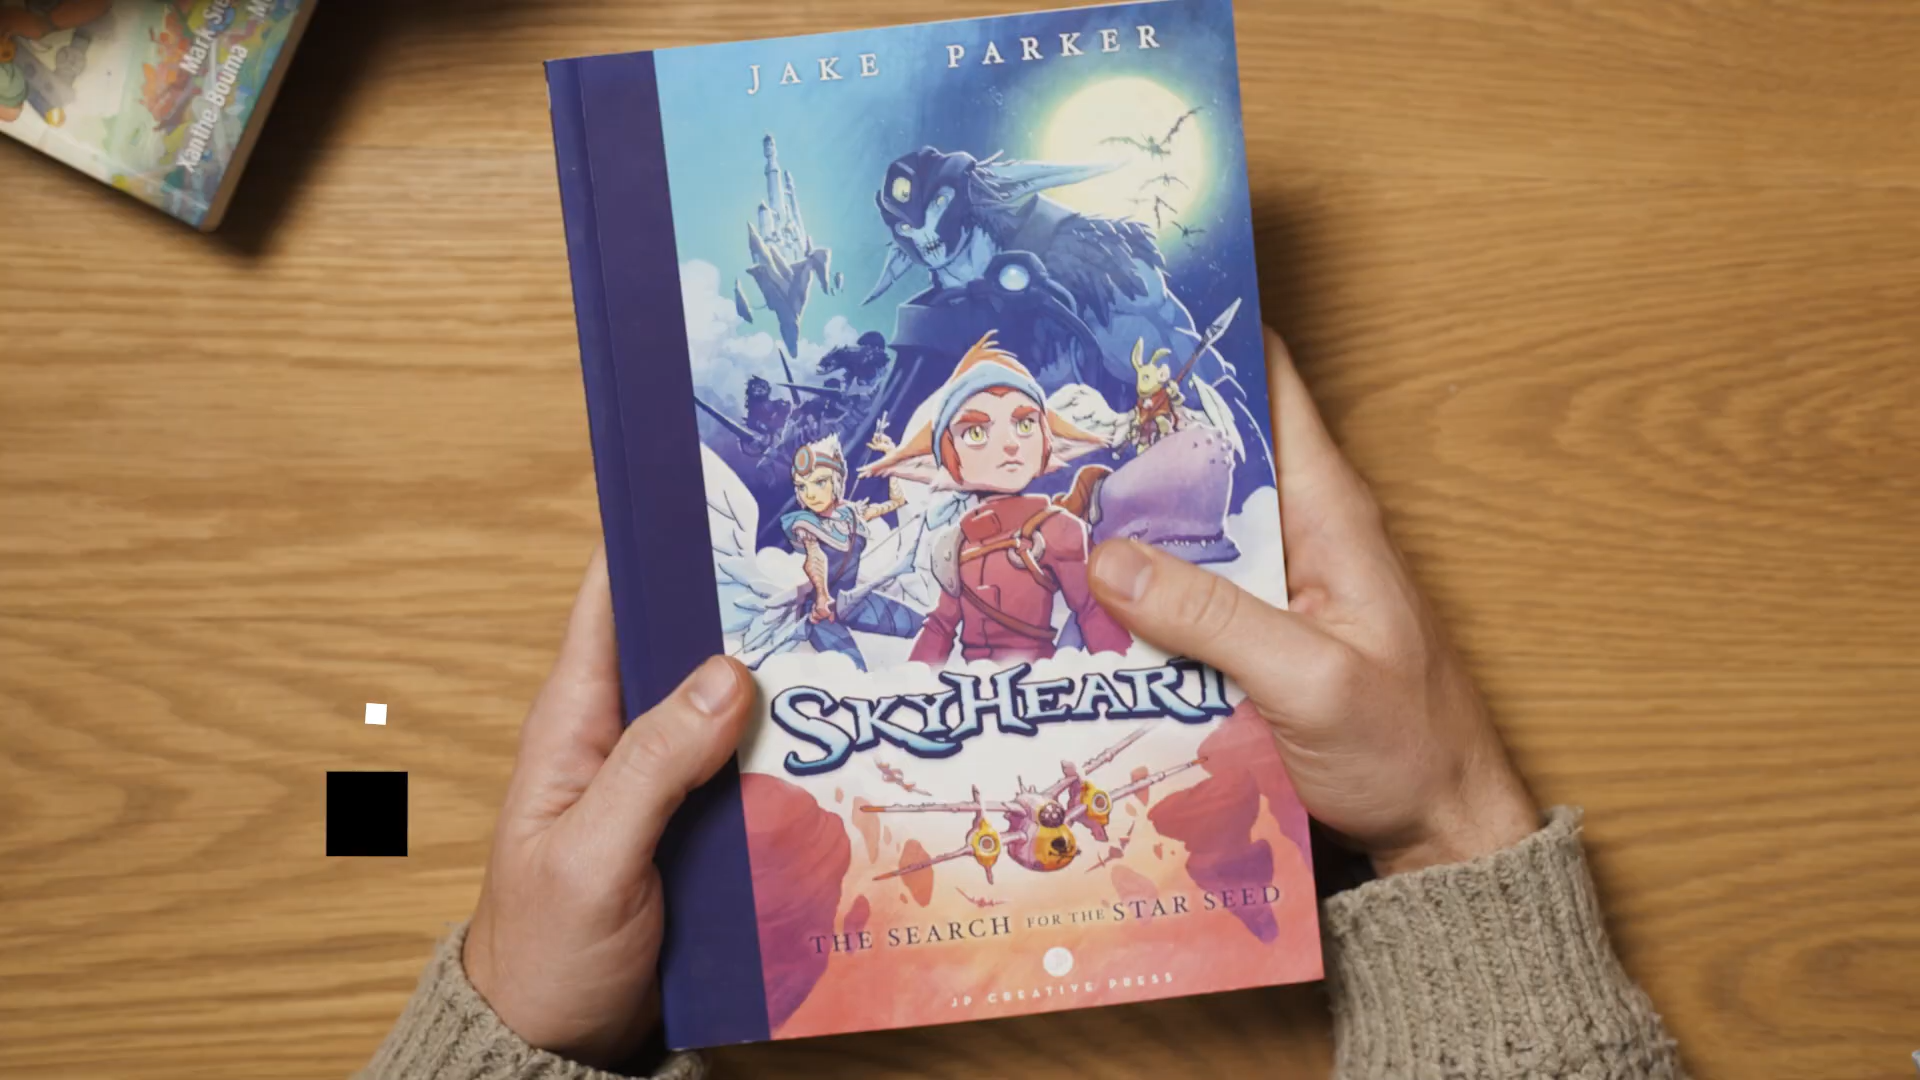 Mark Sie
Xanthe Bouma
JAKE PARKER
SKYHEART
THE SEARCH FOR THE STAR SEED
JP CREATIVE PRESS